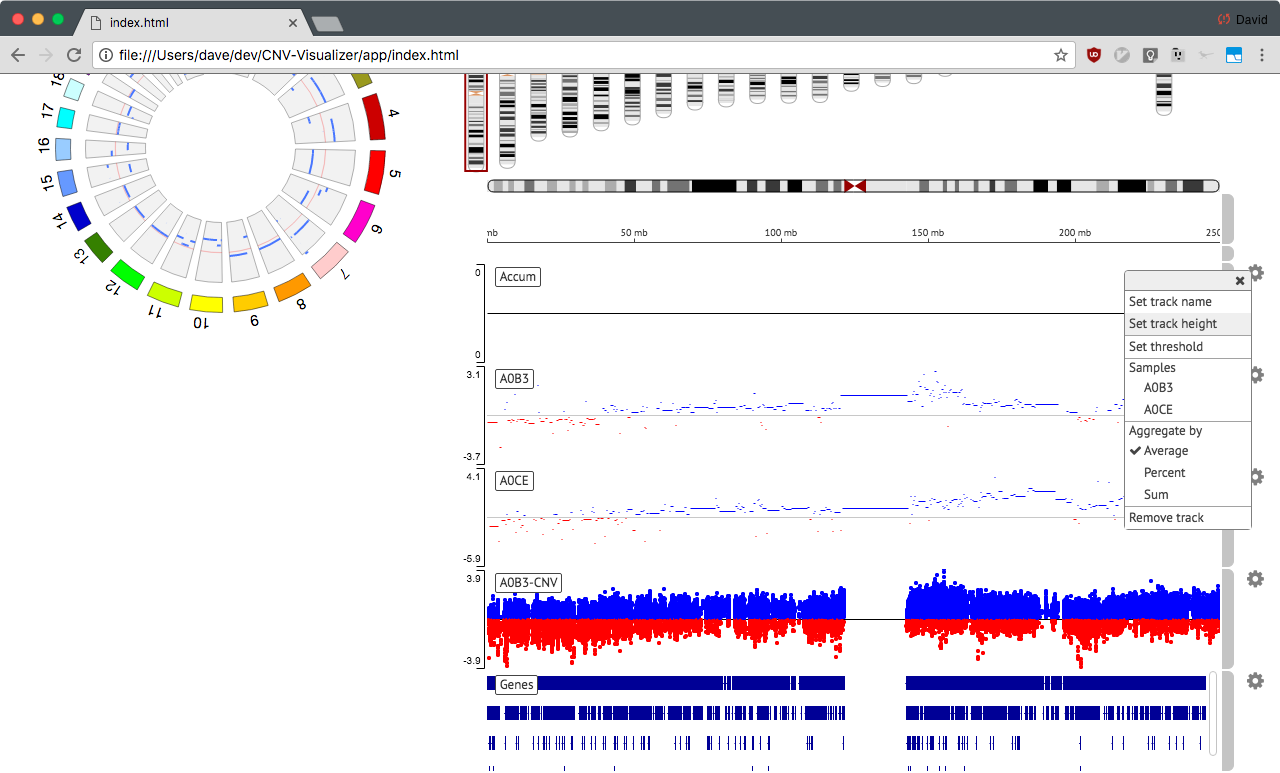 index.html
David
file:///Users/dave/dev/CNV-Visualizer/app/index.html
18
17
16
15
14
13
12
11
10
9
8
7
6
5
4
mb
50 mb
100 mb
150 mb
200 mb
250
0
Accum
0
3.1
A0B3
-3.7
4.1
A0CE
-5.9
3.9
A0B3-CNV
-3.9
Genes
Set track name
Set track height
Set threshold
Samples
A0B3
A0CE
Aggregate by
Average
Percent
Sum
Remove track